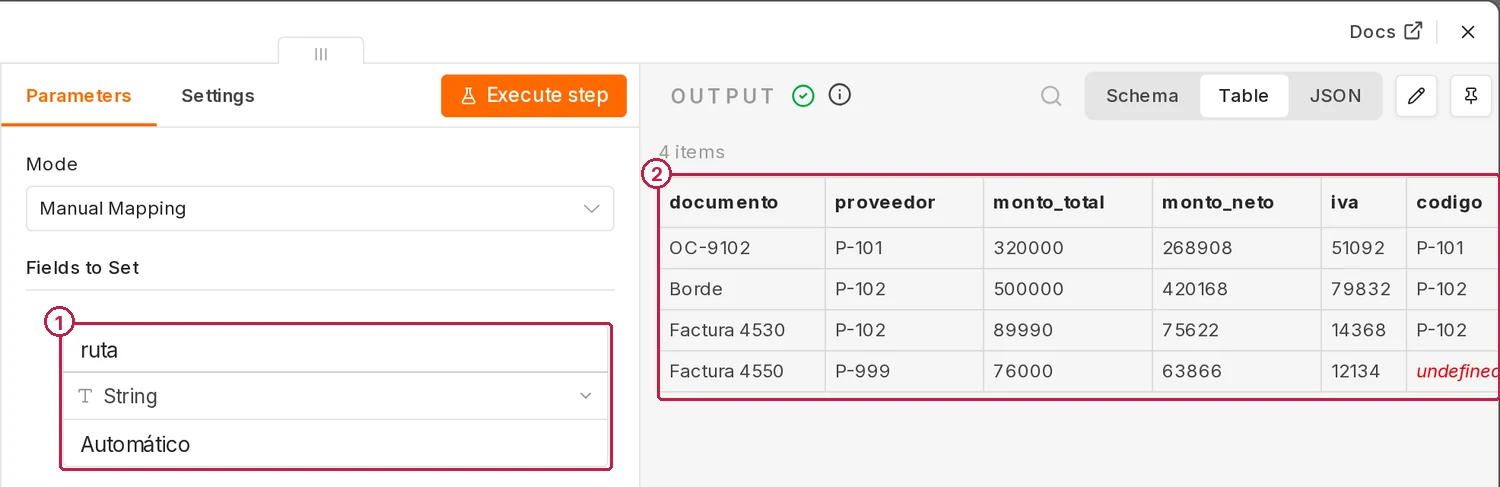 Docs
Parameters Settings Execute step
OUTPUT Schema Table JSON
4 items
Mode
Manual Mapping
Fields to Set
1
ruta
String
Automático
2
documento proveedor monto_total monto_neto iva codigo
OC-9102 P-101 320000 268908 51092 P-101
Borde P-102 500000 420168 79832 P-102
Factura 4530 P-102 89990 75622 14368 P-102
Factura 4550 P-999 76000 63866 12134 undefined